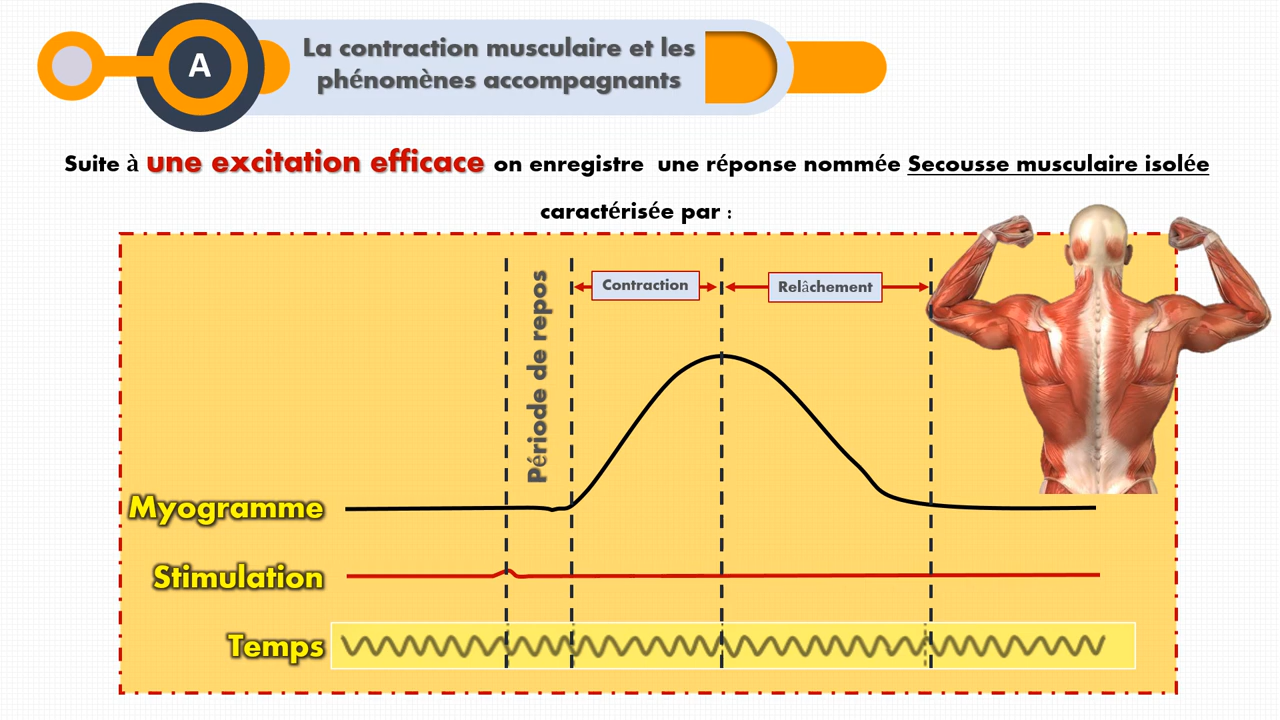 A
La contraction musculaire et les
phénomènes accompagnants
Suite à une excitation efficace on enregistre une réponse nommée Secousse musculaire isolée
caractérisée par :
Période de repos
Contraction
Relâchement
Myogramme
Stimulation
Temps